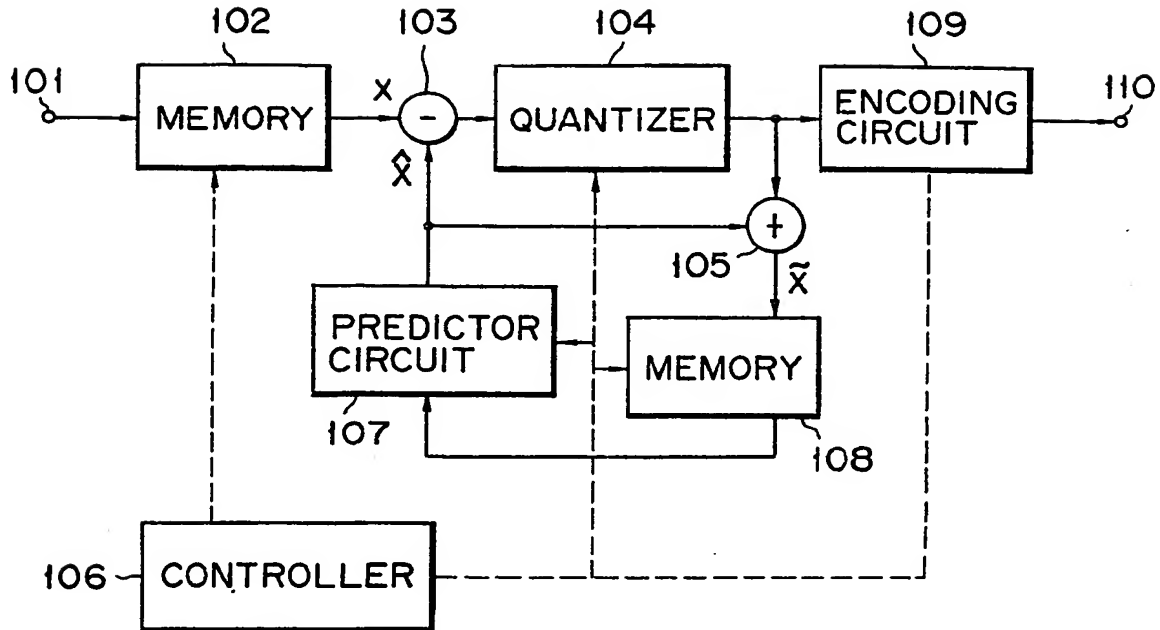 102
103
104
109
101
110
MEMORY
X
-
QUANTIZER
ENCODING
CIRCUIT
X̂
+
105
X̃
PREDICTOR
CIRCUIT
MEMORY
107
108
106
CONTROLLER